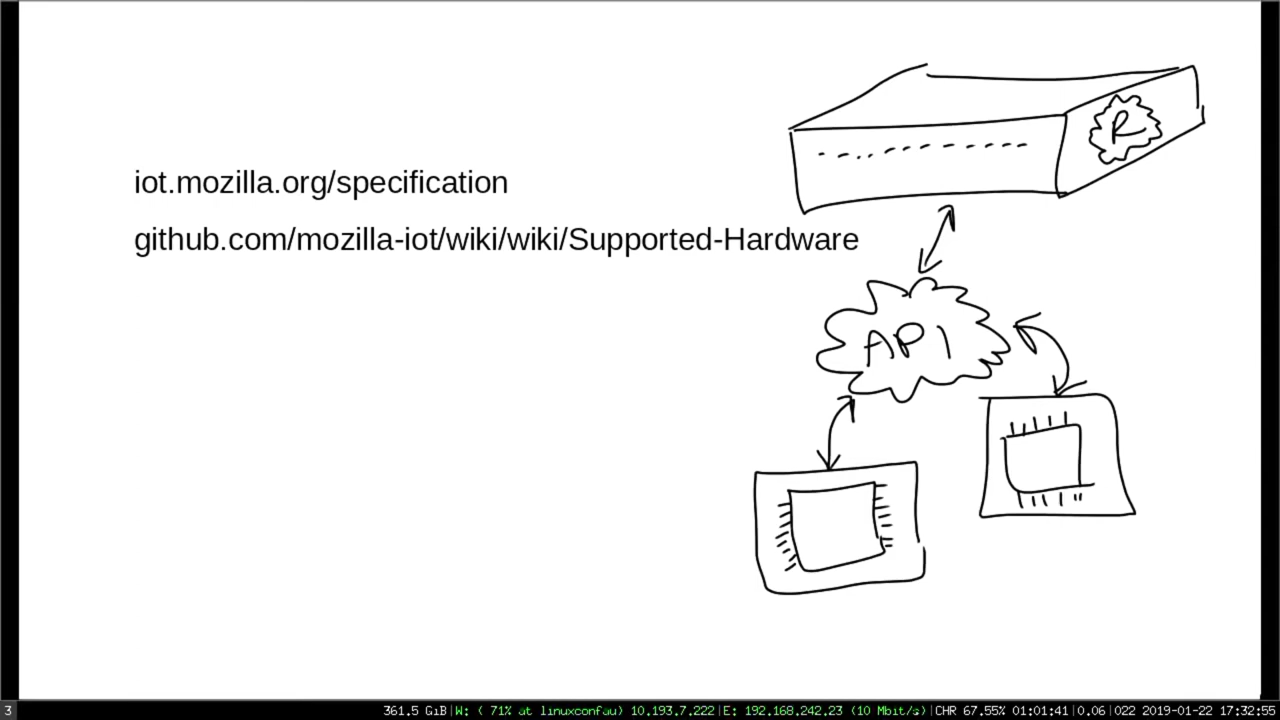 iot.mozilla.org/specification
github.com/mozilla-iot/wiki/wiki/Supported-Hardware
R
API
3
361.5 GiB|W: ( 71% at linuxconfau) 10.193.7.222|E: 192.168.242.23 (10 Mbit/s)|CHR 67.55% 01:01:41|0.06|022 2019-01-22 17:32:55